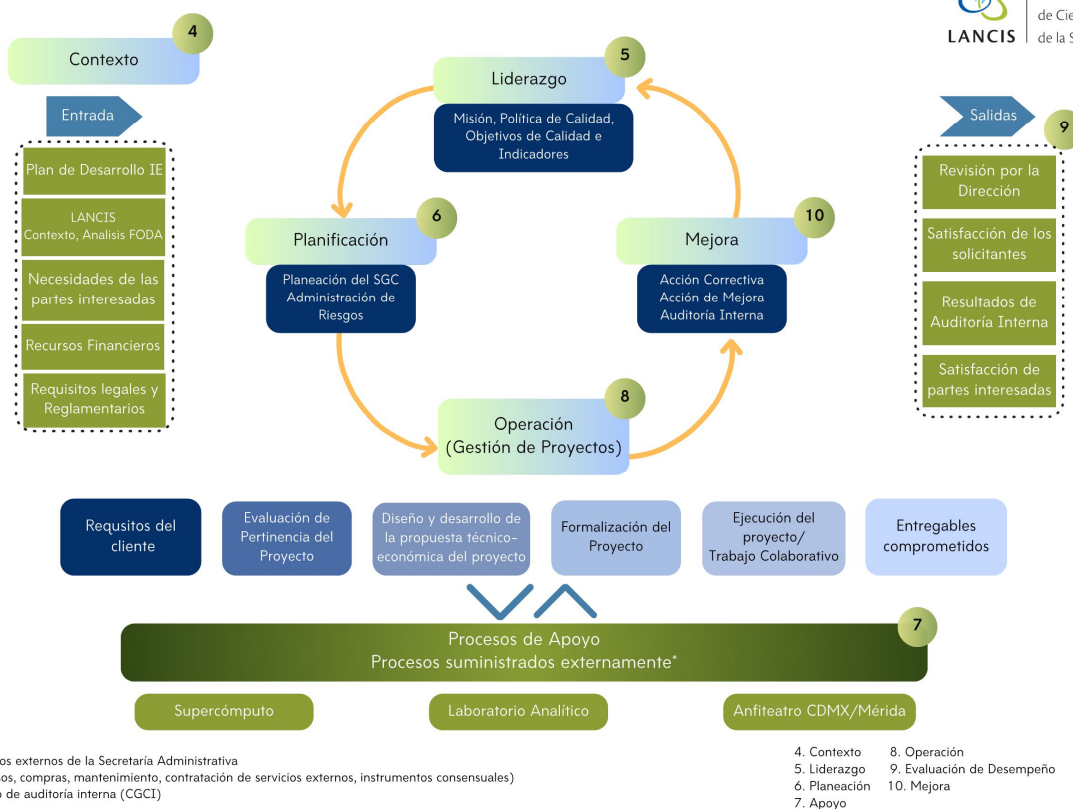 de Cie
LANCIS
de la S
4
Contexto
Entrada
Plan de Desarrollo IE
LANCIS
Contexto, Analisis FODA
Necesidades de las
partes interesadas
Recursos Financieros
Requisitos legales y
Reglamentarios
5
Liderazgo
Misión, Política de Calidad,
Objetivos de Calidad e
Indicadores
6
Planificación
Planeación del SGC
Administración de
Riesgos
10
Mejora
Acción Correctiva
Acción de Mejora
Auditoría Interna
8
Operación
(Gestión de Proyectos)
Salidas
9
Revisión por la
Dirección
Satisfacción de los
solicitantes
Resultados de
Auditoría Interna
Satisfacción de
partes interesadas
Requsitos del
cliente
Evaluación de
Pertinencia del
Proyecto
Diseño y desarrollo de
la propuesta técnico-
económica del proyecto
Formalización del
Proyecto
Ejecución del
proyecto/
Trabajo Colaborativo
Entregables
comprometidos
7
Procesos de Apoyo
Procesos suministrados externamente*
Supercómputo
Laboratorio Analítico
Anfiteatro CDMX/Mérida
os externos de la Secretaría Administrativa
sos, compras, mantenimiento, contratación de servicios externos, instrumentos consensuales)
o de auditoría interna (CGCI)
4. Contexto
5. Liderazgo
6. Planeación
7. Apoyo
8. Operación
9. Evaluación de Desempeño
10. Mejora